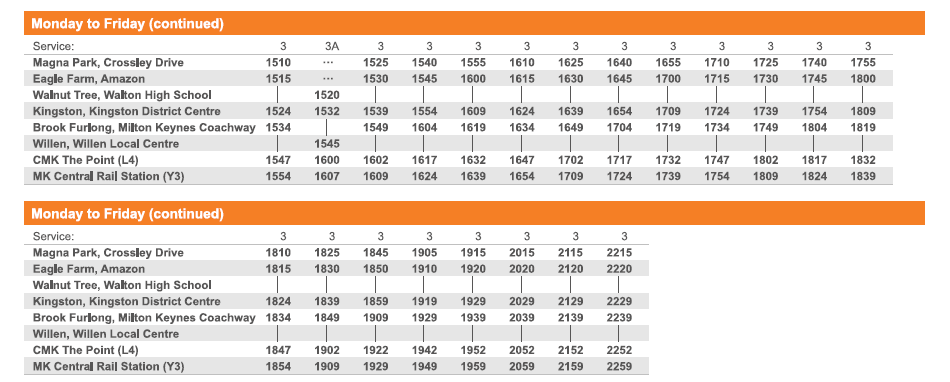 Monday to Friday (continued)
Service: 3 3A 3 3 3 3 3 3 3 3 3 3 3
Magna Park, Crossley Drive 1510 ... 1525 1540 1555 1610 1625 1640 1655 1710 1725 1740 1755
Eagle Farm, Amazon 1515 ... 1530 1545 1600 1615 1630 1645 1700 1715 1730 1745 1800
Walnut Tree, Walton High School | 1520 | | | | | | | | | | |
Kingston, Kingston District Centre 1524 1532 1539 1554 1609 1624 1639 1654 1709 1724 1739 1754 1809
Brook Furlong, Milton Keynes Coachway 1534 | 1549 1604 1619 1634 1649 1704 1719 1734 1749 1804 1819
Willen, Willen Local Centre | 1545 | | | | | | | | | | |
CMK The Point (L4) 1547 1600 1602 1617 1632 1647 1702 1717 1732 1747 1802 1817 1832
MK Central Rail Station (Y3) 1554 1607 1609 1624 1639 1654 1709 1724 1739 1754 1809 1824 1839
Monday to Friday (continued)
Service: 3 3 3 3 3 3 3 3
Magna Park, Crossley Drive 1810 1825 1845 1905 1915 2015 2115 2215
Eagle Farm, Amazon 1815 1830 1850 1910 1920 2020 2120 2220
Walnut Tree, Walton High School | | | | | | | |
Kingston, Kingston District Centre 1824 1839 1859 1919 1929 2029 2129 2229
Brook Furlong, Milton Keynes Coachway 1834 1849 1909 1929 1939 2039 2139 2239
Willen, Willen Local Centre | | | | | | | |
CMK The Point (L4) 1847 1902 1922 1942 1952 2052 2152 2252
MK Central Rail Station (Y3) 1854 1909 1929 1949 1959 2059 2159 2259